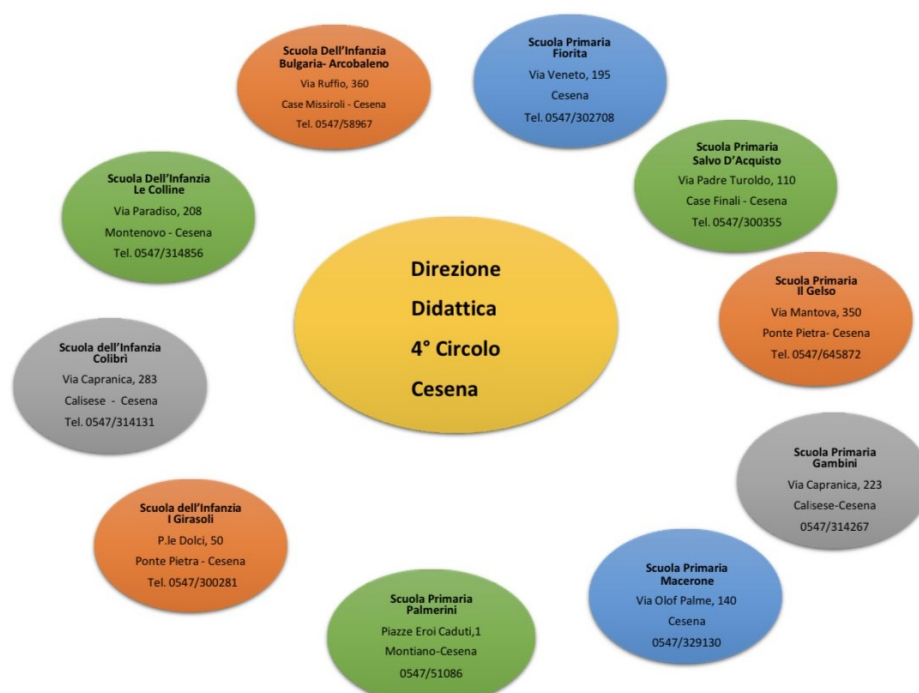 Scuola Dell'Infanzia
Bulgaria- Arcobaleno
Via Ruffio, 360
Case Missiroli - Cesena
Tel. 0547/58967
Scuola Primaria
Fiorita
Via Veneto, 195
Cesena
Tel. 0547/302708
Scuola Primaria
Salvo D'Acquisto
Via Padre Turoldo, 110
Case Finali - Cesena
Tel. 0547/300355
Scuola Dell'Infanzia
Le Colline
Via Paradiso, 208
Montenovo - Cesena
Tel. 0547/314856
Direzione
Didattica
4° Circolo
Cesena
Scuola Primaria
Il Gelso
Via Mantova, 350
Ponte Pietra- Cesena
Tel. 0547/645872
Scuola dell'Infanzia
Colibrì
Via Capranica, 283
Calisese - Cesena
Tel. 0547/314131
Scuola Primaria
Gambini
Via Capranica, 223
Calisese-Cesena
0547/314267
Scuola dell'Infanzia
I Girasoli
P.le Dolci, 50
Ponte Pietra - Cesena
Tel. 0547/300281
Scuola Primaria
Macerone
Via Olof Palme, 140
Cesena
0547/329130
Scuola Primaria
Palmerini
Piazze Eroi Caduti,1
Montiano-Cesena
0547/51086